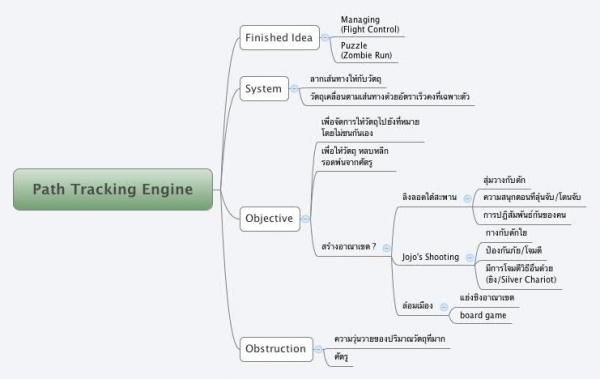 Path Tracking Engine
Finished Idea
Managing
(Flight Control)
Puzzle
(Zombie Run)
System
ลากเส้นทางให้กับวัตถุ
วัตถุเคลื่อนตามเส้นทางด้วยอัตราเร็วคงที่เฉพาะตัว
Objective
เพื่อจัดการให้วัตถุไปยังที่หมาย
โดยไม่ชนกันเอง
เพื่อให้วัตถุ หลบหลีก
รอดพ้นจากศัตรู
สร้างอาณาเขต ?
ลิงลอดใต้สะพาน
สุ่มวางกับดัก
ความสนุกตอนที่ลุ้นจับ/โดนจับ
การปฏิสัมพันธ์กันของคน
Jojo's Shooting
กางกับดักใย
ป้องกันภัย/โจมตี
มีการโจมตีวิธีอื่นด้วย
(ยิง/Silver Chariot)
ล้อมเมือง
แย่งชิงอาณาเขต
board game
Obstruction
ความวุ่นวายของปริมาณวัตถุที่มาก
ศัตรู